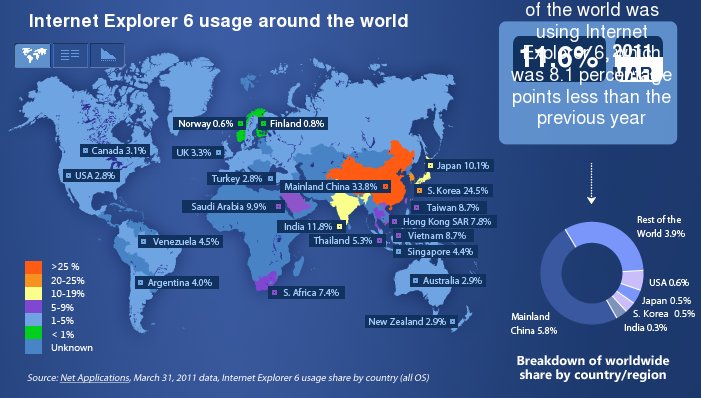 Internet Explorer 6 usage around the world
of the world was
using Internet
Explorer 6, which
was 8.1 percentage
points less than the
previous year
11,6%
2011
Norway 0.6%
Finland 0.8%
Canada 3.1%
UK 3.3%
Japan 10.1%
USA 2.8%
Turkey 2.8%
Mainland China 33.8%
S. Korea 24.5%
Saudi Arabia 9.9%
Taiwan 8.7%
India 11.8%
Hong Kong SAR 7.8%
Venezuela 4.5%
Thailand 5.3%
Vietnam 8.7%
Singapore 4.4%
Argentina 4.0%
S. Africa 7.4%
Australia 2.9%
New Zealand 2.9%
>25 %
20-25%
10-19%
5-9%
1-5%
< 1%
Unknown
Rest of the
World 3.9%
USA 0.6%
Japan 0.5%
S. Korea 0.5%
India 0.3%
Mainland
China 5.8%
Breakdown of worldwide
share by country/region
Source: Net Applications, March 31, 2011 data, Internet Explorer 6 usage share by country (all OS)